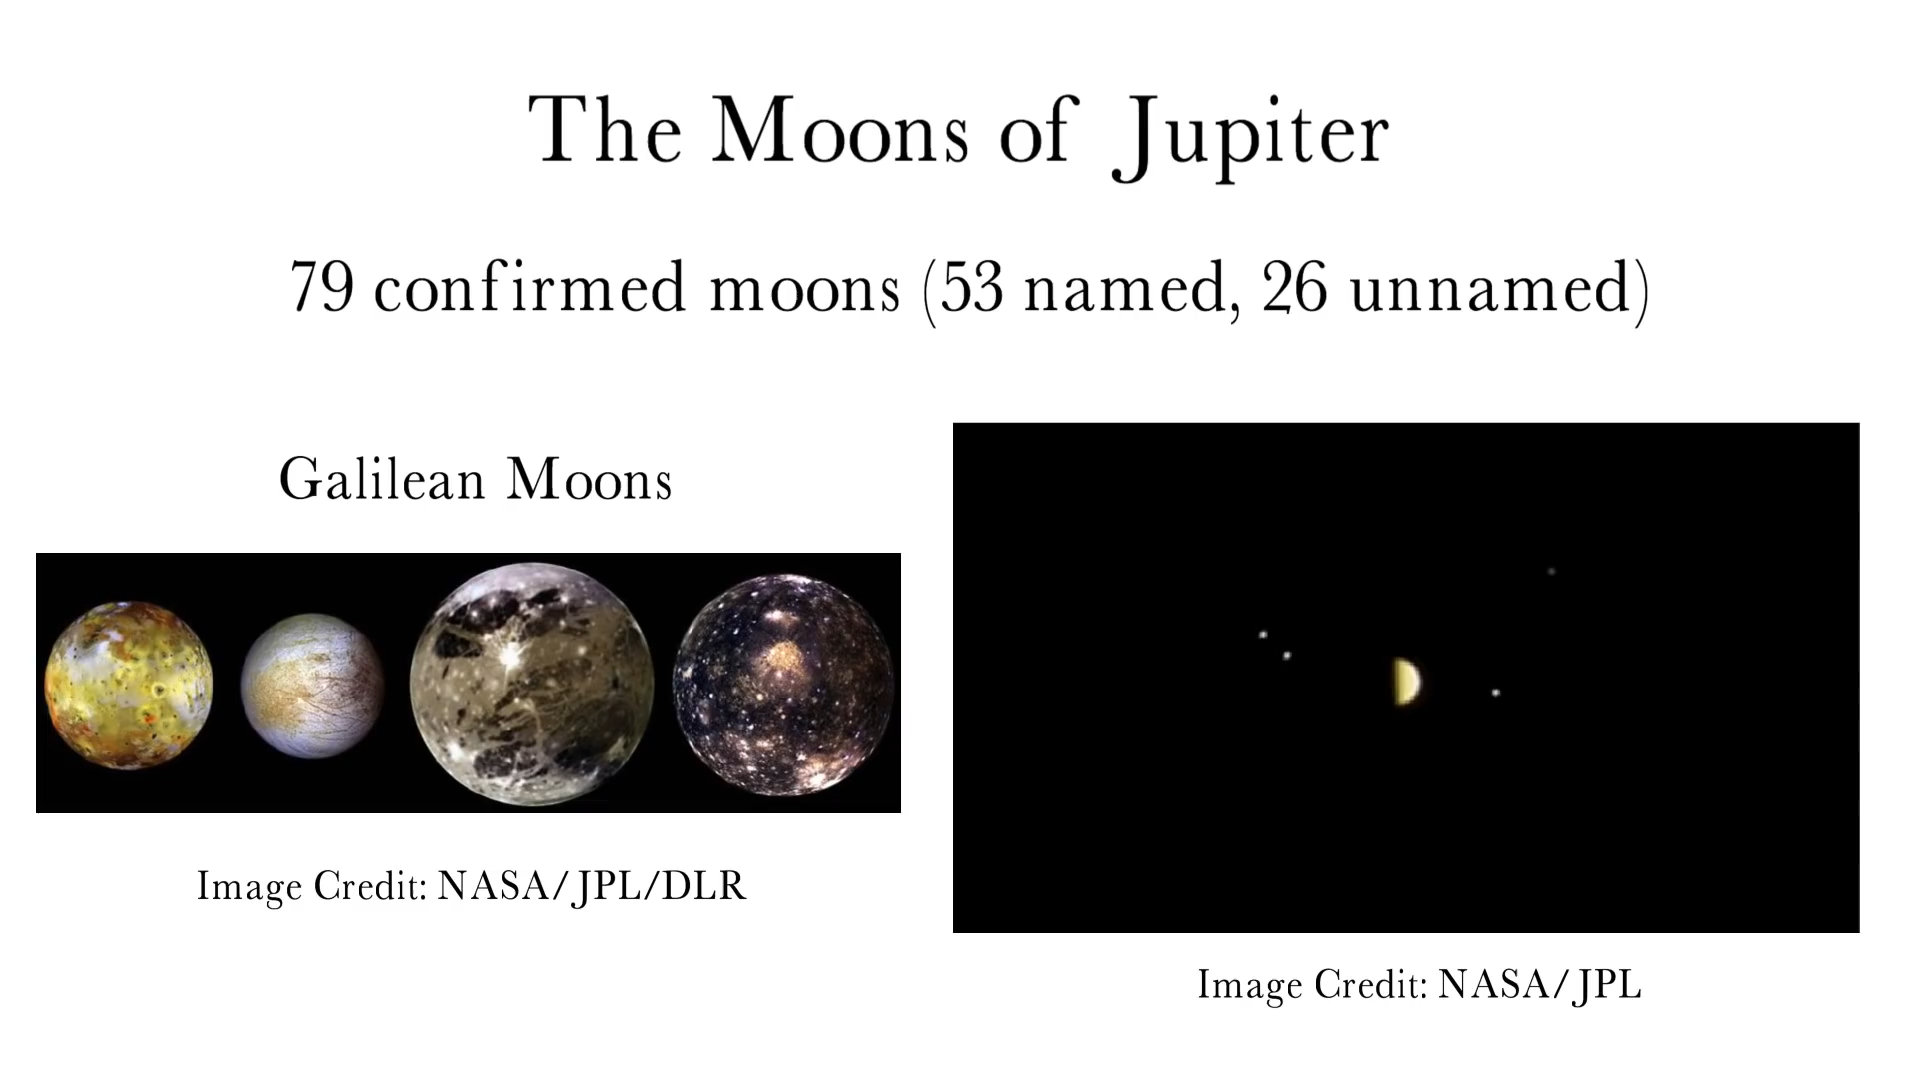 The Moons of Jupiter
79 confirmed moons (53 named, 26 unnamed)
Galilean Moons
Image Credit: NASA/JPL/DLR
Image Credit: NASA/JPL